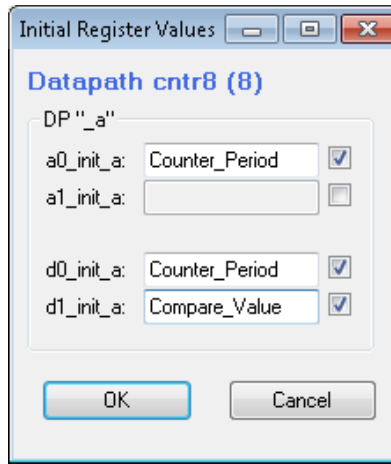 Initial Register Values
Datapath cntr8 (8)
DP "_a"
a0_init_a: Counter_Period
a1_init_a:
d0_init_a: Counter_Period
d1_init_a: Compare_Value
OK Cancel